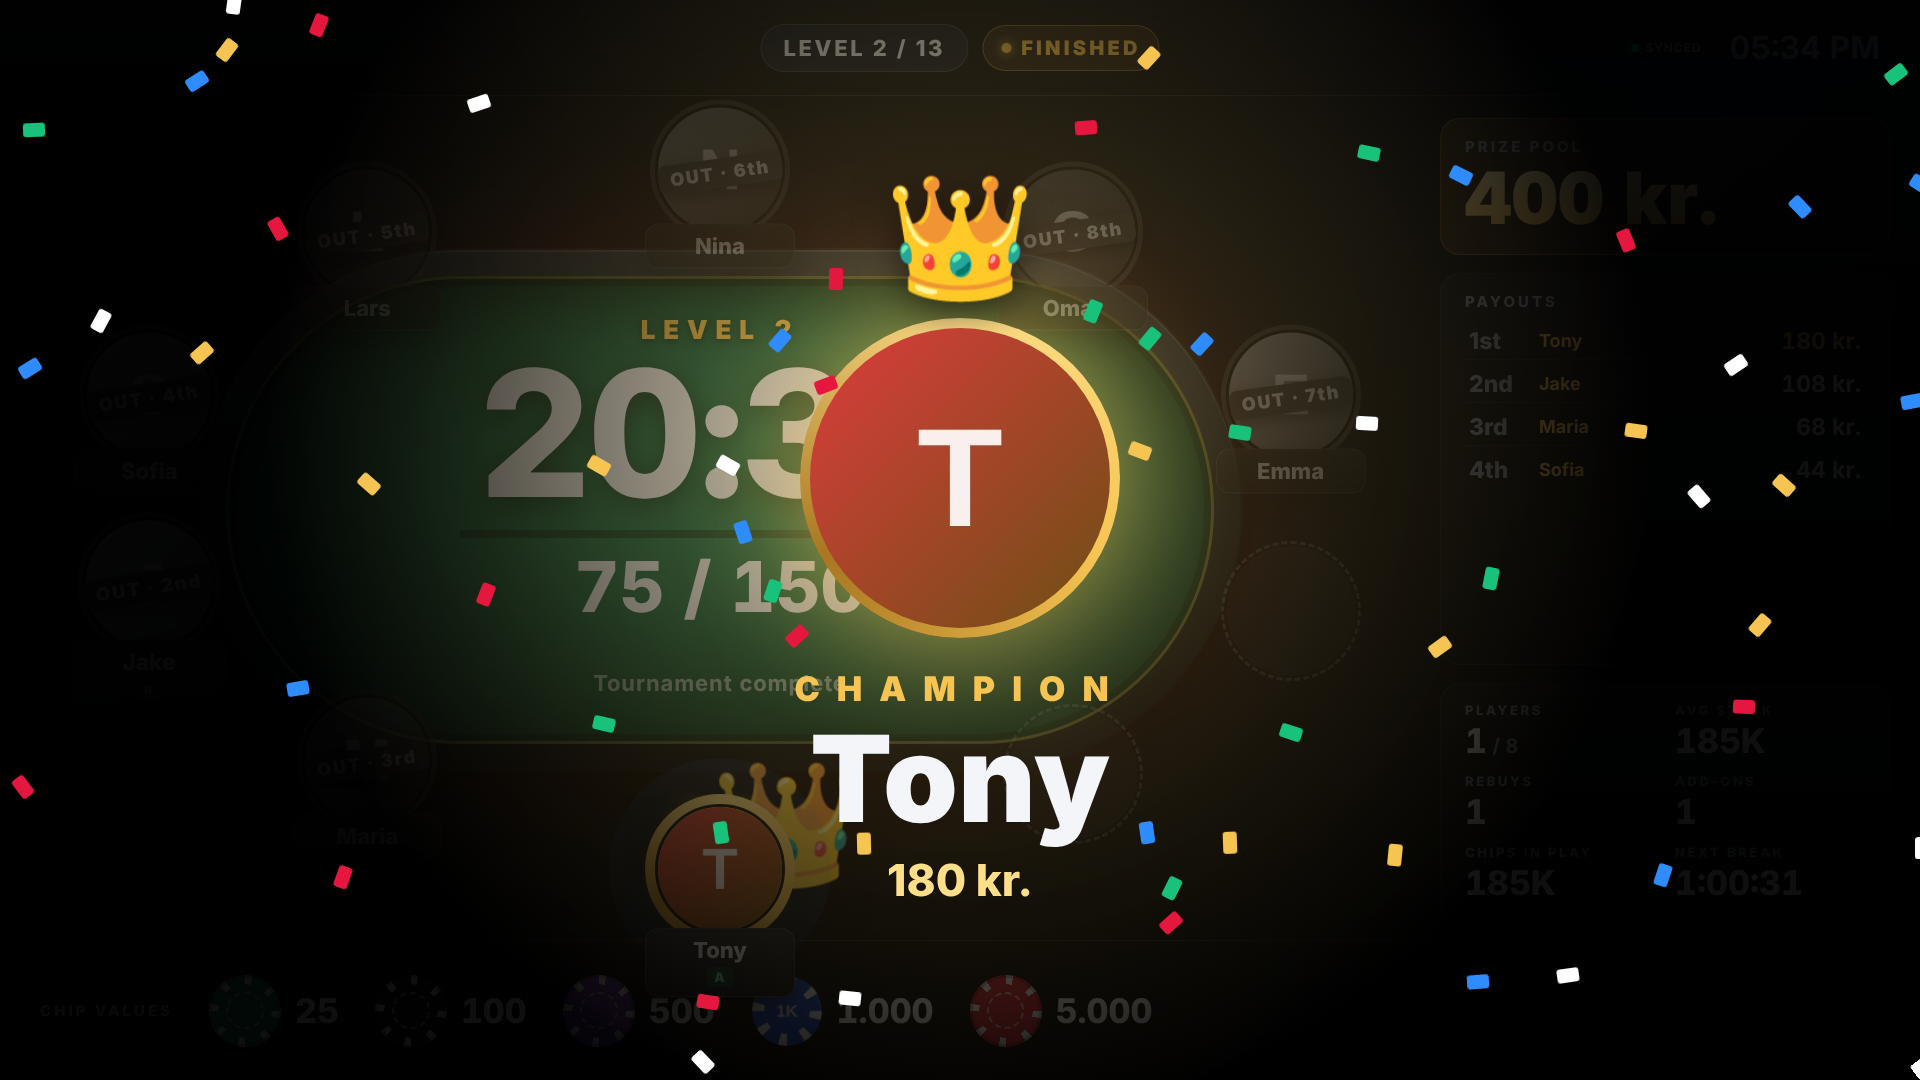 LEVEL 2 / 13
FINISHED
SYNCED
05:34 PM
OUT · 6th
Nina
OUT · 5th
Lars
OUT · 8th
OUT · 4th
Sofia
OUT · 7th
Emma
OUT · 2nd
Jake
OUT · 3rd
Maria
LEVEL 2
20:3
75 / 150
Tournament complete
T
CHAMPION
Tony
180 kr.
T
Tony
A
PRIZE POOL
400 kr.
PAYOUTS
1st Tony 180 kr.
2nd Jake 108 kr.
3rd Maria 68 kr.
4th Sofia 44 kr.
PLAYERS
1 / 8
AVG STACK
185K
REBUYS
1
ADD-ONS
1
CHIPS IN PLAY
185K
NEXT BREAK
1:00:31
CHIP VALUES
25
100
500
1K
1.000
5.000